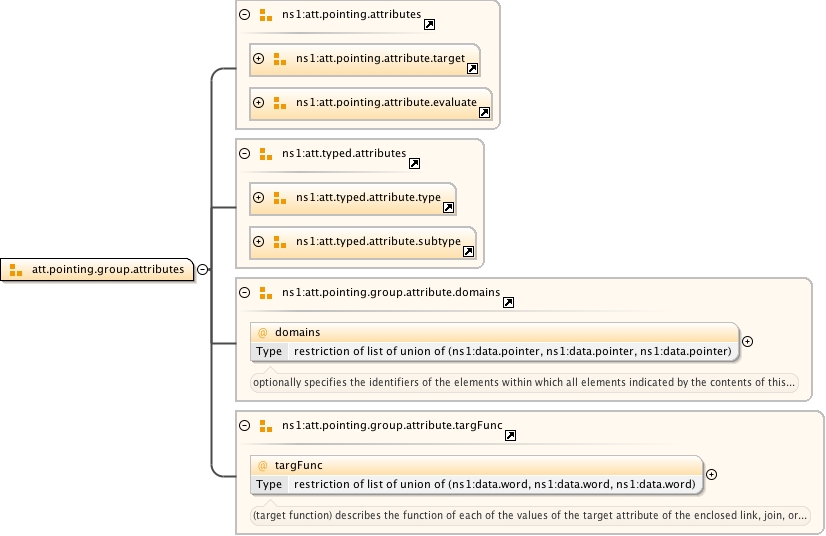 ns1:att.pointing.attributes
ns1:att.pointing.attribute.target
ns1:att.pointing.attribute.evaluate
ns1:att.typed.attributes
ns1:att.typed.attribute.type
ns1:att.typed.attribute.subtype
att.pointing.group.attributes
ns1:att.pointing.group.attribute.domains
@ domains
Type restriction of list of union of (ns1:data.pointer, ns1:data.pointer, ns1:data.pointer)
optionally specifies the identifiers of the elements within which all elements indicated by the contents of this...
ns1:att.pointing.group.attribute.targFunc
@ targFunc
Type restriction of list of union of (ns1:data.word, ns1:data.word, ns1:data.word)
(target function) describes the function of each of the values of the target attribute of the enclosed link, join, or...